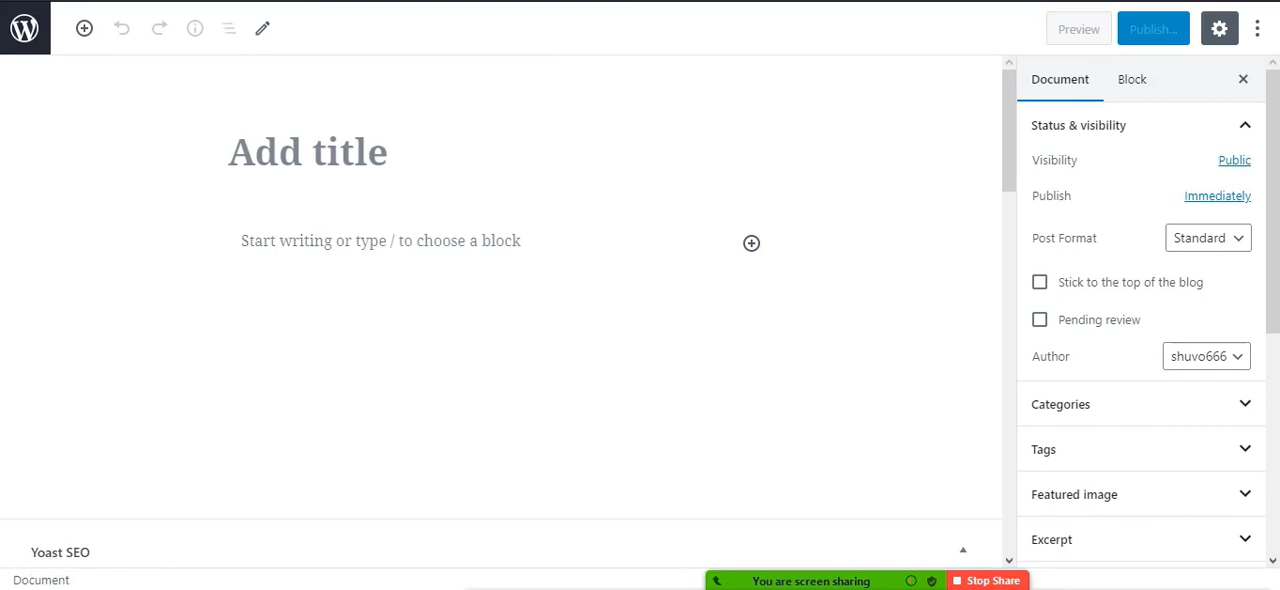 Preview
Publish...
Document
Block
Add title
Status & visibility
Visibility
Public
Publish
Immediately
Start writing or type / to choose a block
Post Format
Standard
Stick to the top of the blog
Pending review
Author
shuvo666
Categories
Tags
Featured image
Excerpt
Yoast SEO
Document
You are screen sharing
Stop Share